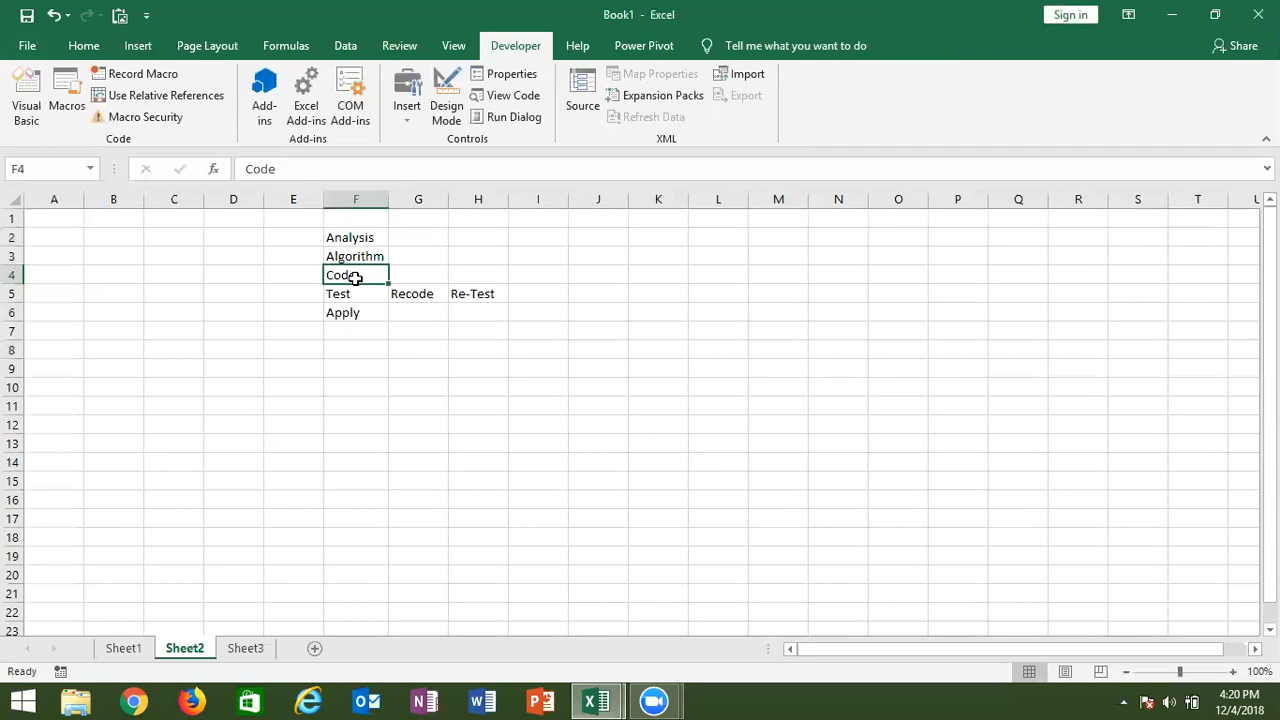 Book1 - Excel
Sign in
File Home Insert Page Layout Formulas Data Review View Developer Help Power Pivot Tell me what you want to do Share
Visual Basic
Macros
Record Macro
Use Relative References
Macro Security
Code
Add-ins
Excel Add-ins
COM Add-ins
Add-ins
Insert
Design Mode
Properties
View Code
Run Dialog
Controls
Source
Map Properties
Expansion Packs
Refresh Data
Import
Export
XML
F4
fx
Code
A B C D E F G H I J K L M N O P Q R S T U
1
2 Analysis
3 Algorithm
4 Code
5 Test Recode Re-Test
6 Apply
7
8
9
10
11
12
13
14
15
16
17
18
19
20
21
22
23
Sheet1 Sheet2 Sheet3
Ready
100%
4:20 PM
12/4/2018